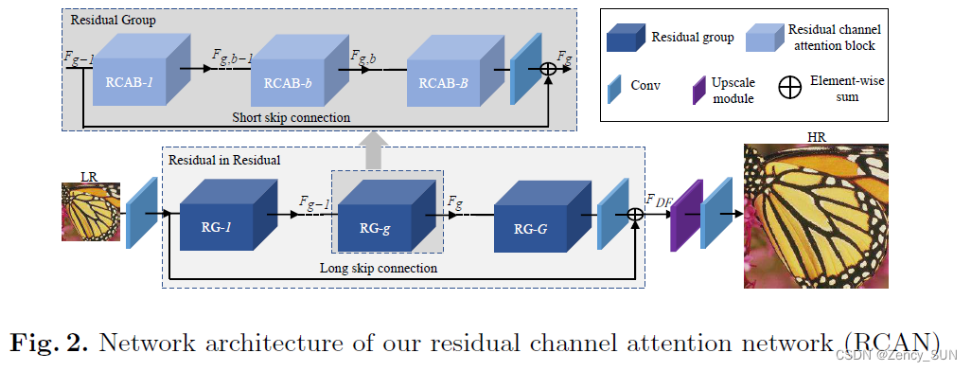 Residual Group
F_{g-1}
RCAB-1
F_{g,b-1}
RCAB-b
F_{g,b}
RCAB-B
F_g
Short skip connection
Residual group
Residual channel
attention block
Conv
Upscale
module
Element-wise
sum
Residual in Residual
LR
RG-1
F_{g-1}
RG-g
F_g
RG-G
F_{DF}
HR
Long skip connection
Fig. 2. Network architecture of our residual channel attention network (RCAN)
CSDN @Zency_SUN